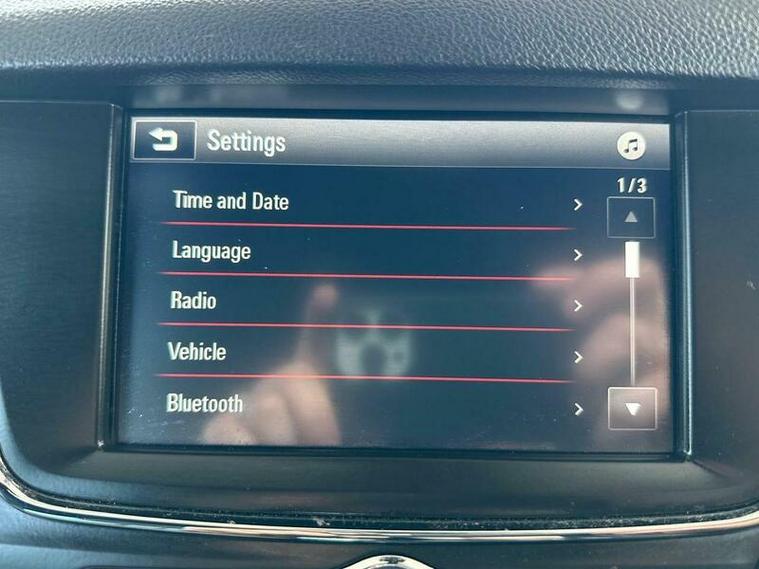 Settings
1/3
Time and Date
Language
Radio
Vehicle
Bluetooth